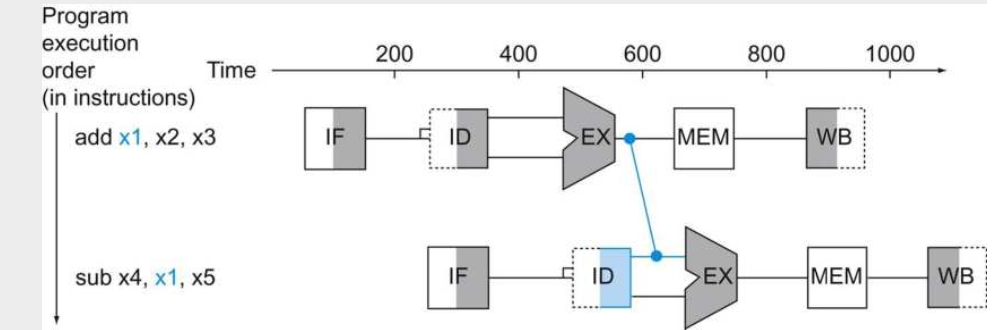 Program
execution
order
(in instructions)
Time
200 400 600 800 1000
add x1, x2, x3
IF ID EX MEM WB
sub x4, x1, x5
IF ID EX MEM WB